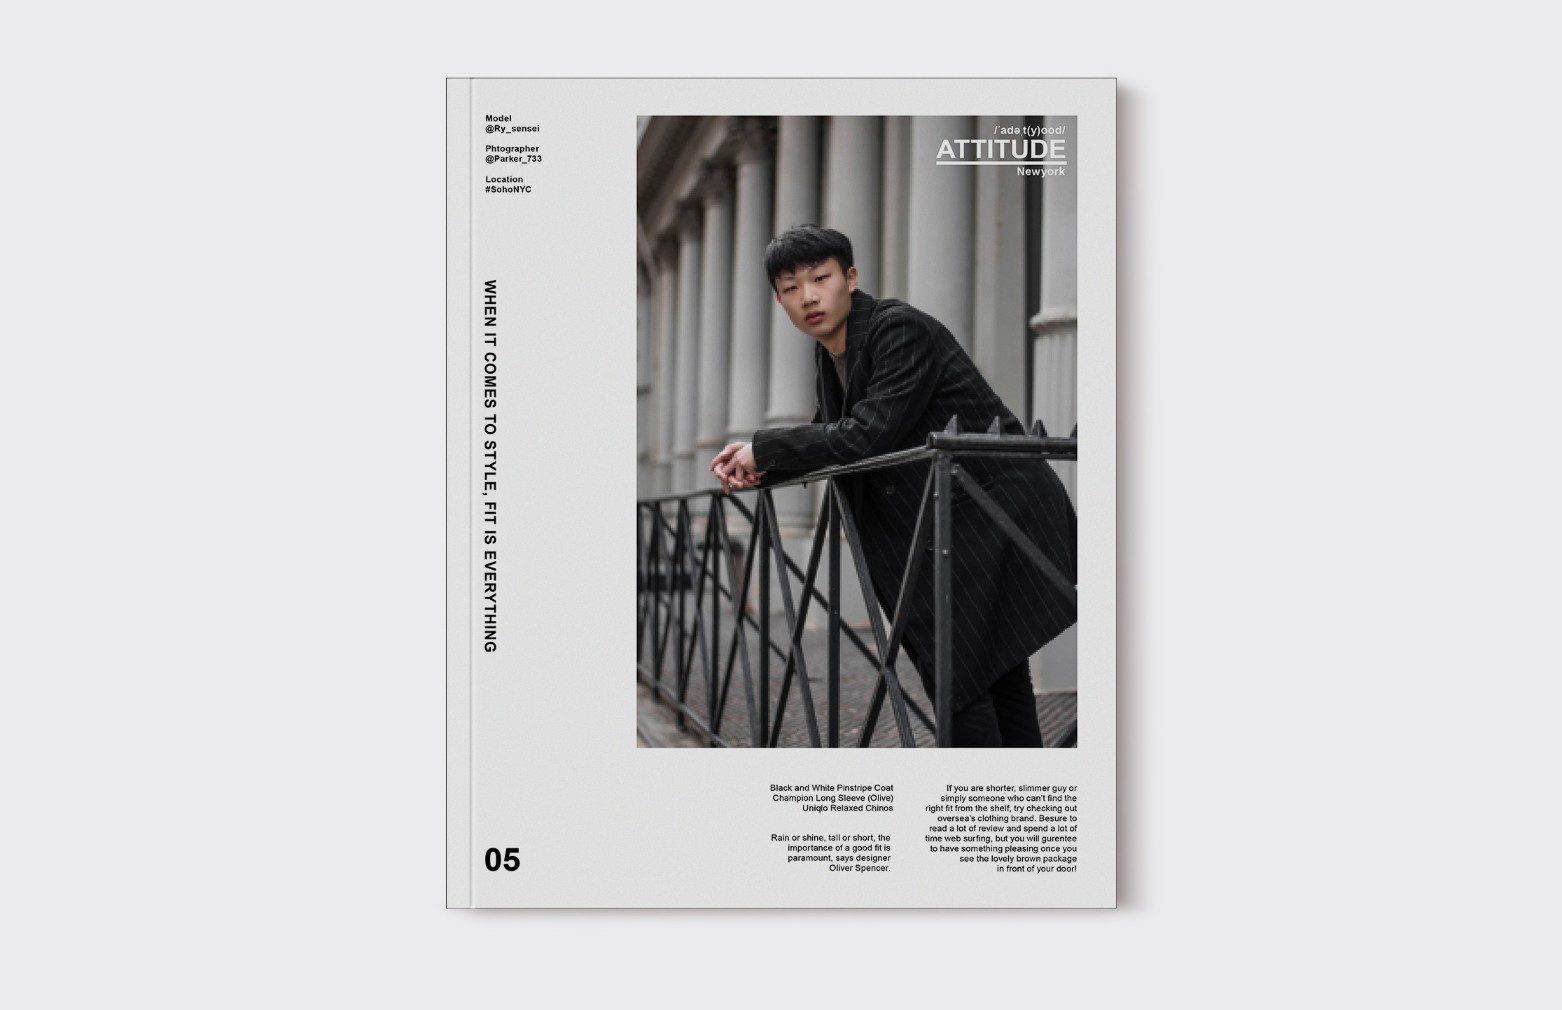 Model
@Ry_sensei
Phtographer
@Parker_733
Location
#SohoNYC
/ˈadə t(y)ood/
ATTITUDE
Newyork
WHEN IT COMES TO STYLE, FIT IS EVERYTHING
Black and White Pinstripe Coat
Champion Long Sleeve (Olive)
Uniqlo Relaxed Chinos
Rain or shine, tall or short, the
importance of a good fit is
paramount, says designer
Oliver Spencer.
If you are shorter, slimmer guy or
simply someone who can't find the
right fit from the shelf, try checking out
oversea's clothing brand. Besure to
read a lot of review and spend a lot of
time web surfing, but you will gurentee
to have something pleasing once you
see the lovely brown package
in front of your door!
05